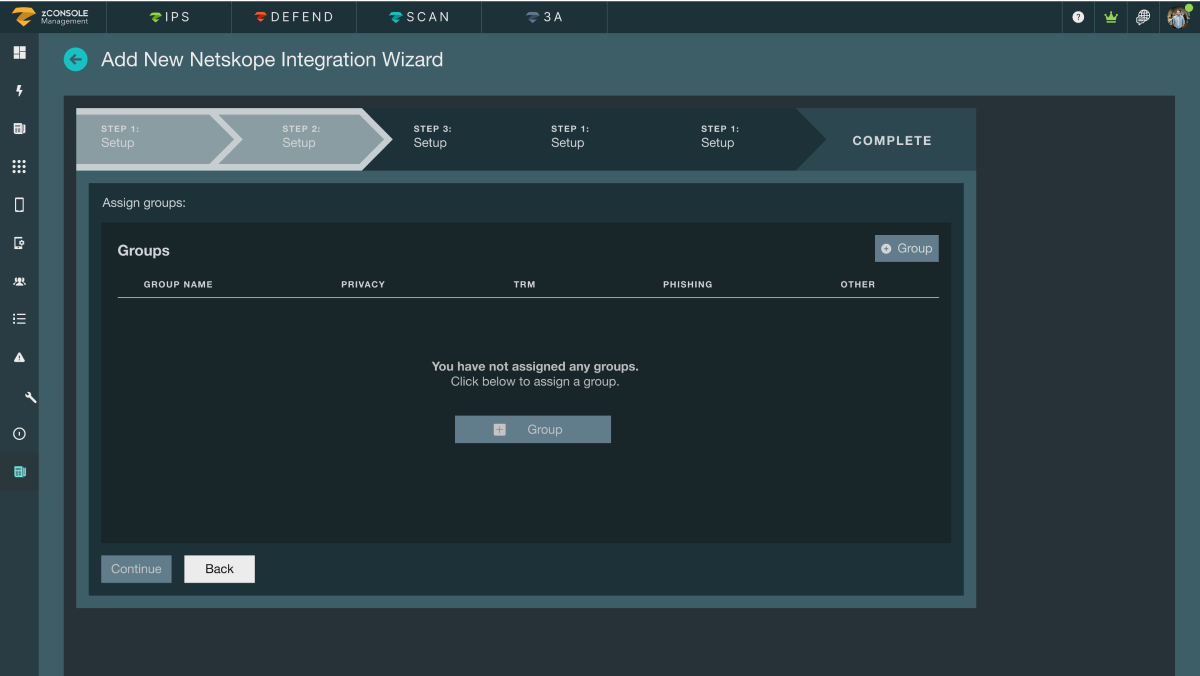 zCONSOLE
Management
IPS
DEFEND
SCAN
3A
Add New Netskope Integration Wizard
STEP 1:
Setup
STEP 2:
Setup
STEP 3:
Setup
STEP 1:
Setup
STEP 1:
Setup
COMPLETE
Assign groups:
Groups
Group
GROUP NAME
PRIVACY
TRM
PHISHING
OTHER
You have not assigned any groups.
Click below to assign a group.
Group
Continue
Back